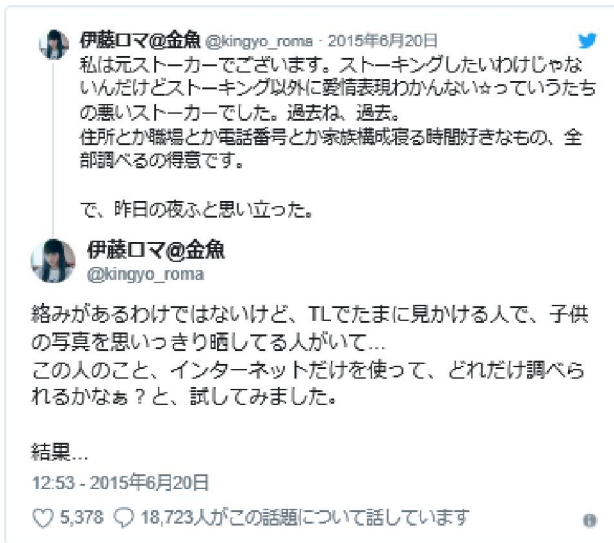 伊藤ロマ@金魚 @kingyo_roma · 2015年6月20日
私は元ストーカーでございます。ストーキングしたいわけじゃな
いんだけどストーキング以外に愛情表現わかんない☆っていうたち
の悪いストーカーでした。過去ね、過去。
住所とか職場とか電話番号とか家族構成寝る時間好きなもの、全
部調べるの得意です。
で、昨日の夜ふと思い立った。
伊藤ロマ@金魚
@kingyo_roma
絡みがあるわけではないけど、TLでたまに見かける人で、子供
の写真を思いっきり晒してる人がいて...
この人のこと、インターネットだけを使って、どれだけ調べら
れるかなぁ？と、試してみました。
結果...
12:53 - 2015年6月20日
5,378 18,723人がこの話題について話しています